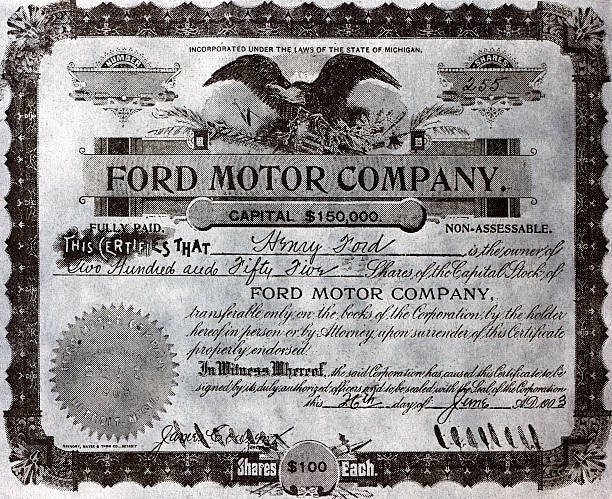 INCORPORATED UNDER THE LAWS OF THE STATE OF MICHIGAN.
NUMBER
SHARES
255
FORD MOTOR COMPANY.
CAPITAL $150,000.
FULLY PAID.
NON-ASSESSABLE.
THIS CERTIFIES THAT Henry Ford is the owner of
Two Hundred and Fifty Five Shares of the Capital Stock of
FORD MOTOR COMPANY,
transferable only on the books of the Corporation by the holder
hereof in person or by Attorney upon surrender of this Certificate
properly endorsed.
In Witness Whereof, the said Corporation has caused this Certificate to be
signed by its duly authorized officers and to be sealed with the Seal of the Corporation
this 26th day of June A.D. 1903
James Couzens
Shares $100 Each.